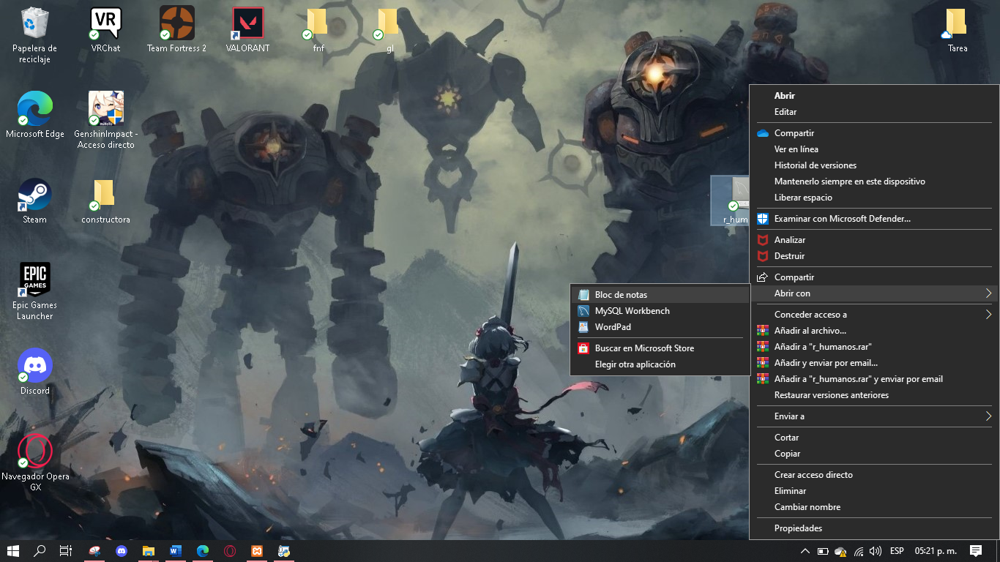 Papelera de
reciclaje
VR
VRChat
Team Fortress 2
VALORANT
fnf
gl
Tarea
Microsoft Edge
GenshinImpact -
Acceso directo
Steam
constructora
EPIC
GAMES
Epic Games
Launcher
Discord
Navegador Opera
GX
r_hum
Abrir
Editar
Compartir
Ver en línea
Historial de versiones
Mantenerlo siempre en este dispositivo
Liberar espacio
Examinar con Microsoft Defender...
Analizar
Destruir
Compartir
Abrir con
Conceder acceso a
Añadir al archivo...
Añadir a "r_humanos.rar"
Añadir y enviar por email...
Añadir a "r_humanos.rar" y enviar por email
Restaurar versiones anteriores
Enviar a
Cortar
Copiar
Crear acceso directo
Eliminar
Cambiar nombre
Propiedades
Bloc de notas
MySQL Workbench
WordPad
Buscar en Microsoft Store
Elegir otra aplicación
ESP
05:21 p. m.